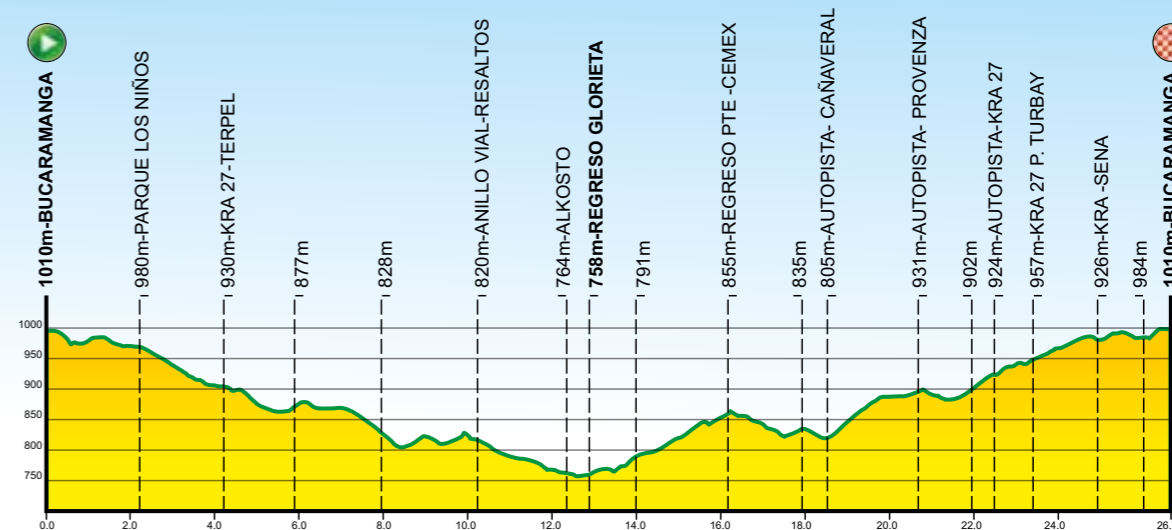 1010m-BUCARAMANGA
980m-PARQUE LOS NIÑOS
930m-KRA 27-TERPEL
877m
828m
820m-ANILLO VIAL-RESALTOS
764m-ALKOSTO
758m-REGRESO GLORIETA
791m
855m-REGRESO PTE -CEMEX
835m
805m-AUTOPISTA- CAÑAVERAL
931m-AUTOPISTA- PROVENZA
902m
924m-AUTOPISTA-KRA 27
957m-KRA 27 P. TURBAY
926m-KRA -SENA
984m
1010m-BUCARAMANGA
1000
950
900
850
800
750
0.0
2.0
4.0
6.0
8.0
10.0
12.0
14.0
16.0
18.0
20.0
22.0
24.0